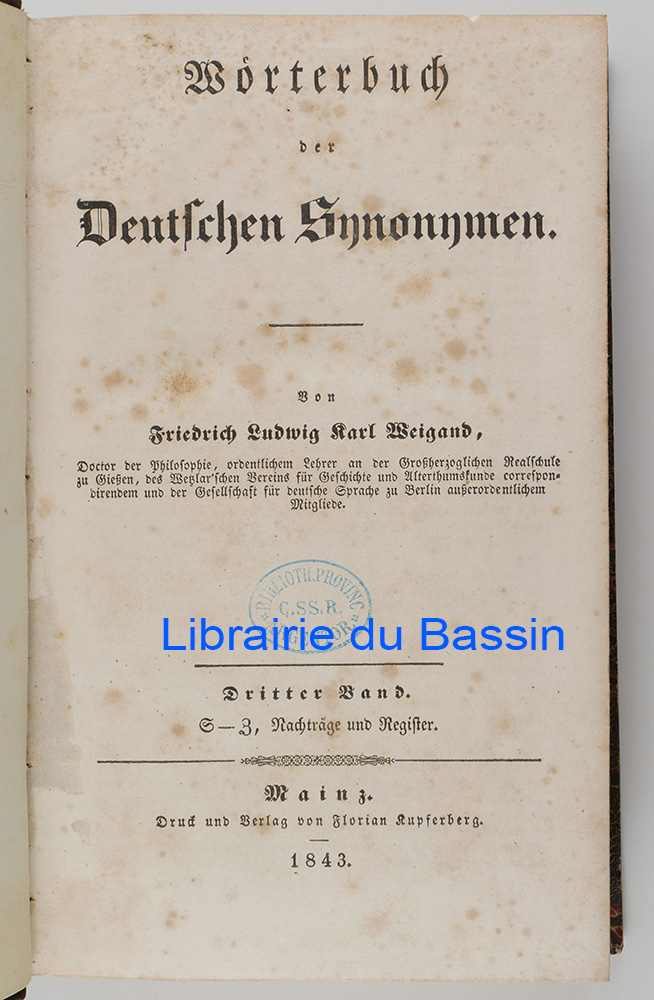 Wörterbuch
der
Deutschen Synonymen.
Von
Friedrich Ludwig Karl Weigand,
Doctor der Philosophie, ordentlichem Lehrer an der Großherzoglichen Realschule
zu Gießen, des Wetzlar'schen Vereins für Geschichte und Alterthumskunde correspon-
direndem und der Gesellschaft für deutsche Sprache zu Berlin außerordentlichem
Mitgliede.
BIBLIOTH. PROVINC
C.SS.R.
Librairie du Bassin
Dritter Band.
S—Z, Nachträge und Register.
Mainz.
Druck und Verlag von Florian Kupferberg.
1843.